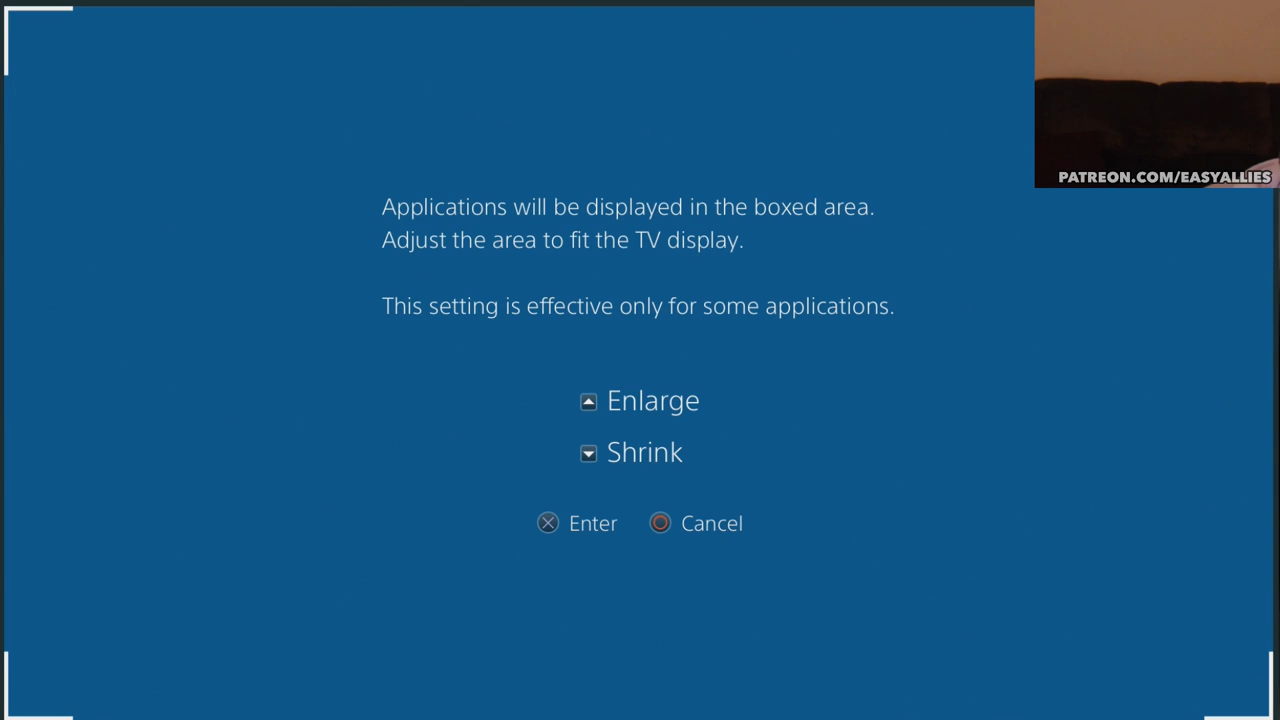 PATREON.COM/EASYALLIES
Applications will be displayed in the boxed area.
Adjust the area to fit the TV display.
This setting is effective only for some applications.
Enlarge
Shrink
Enter Cancel